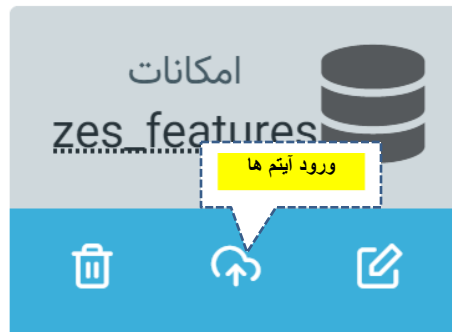 امکانات
zes_features
ورود آیتم ها